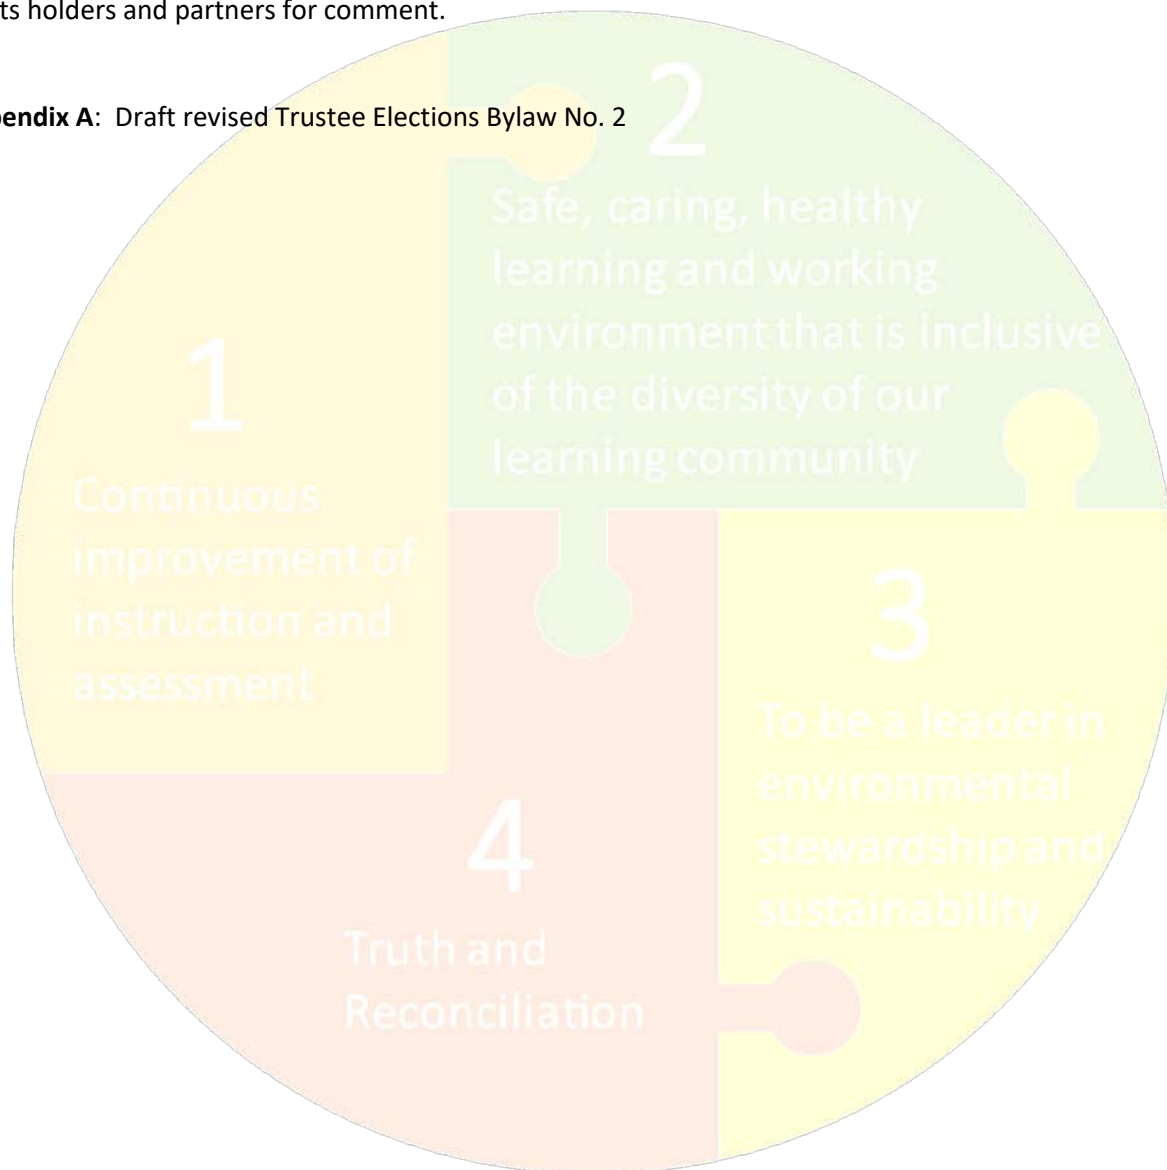 ts holders and partners for comment.
endix A: Draft revised Trustee Elections Bylaw No. 2
1
Continuous
improvement of
instruction and
assessment
2
Safe, caring, healthy
learning and working
environment that is inclusive
of the diversity of our
learning community
3
To be a leader in
environmental
stewardship and
sustainability
4
Truth and
Reconciliation